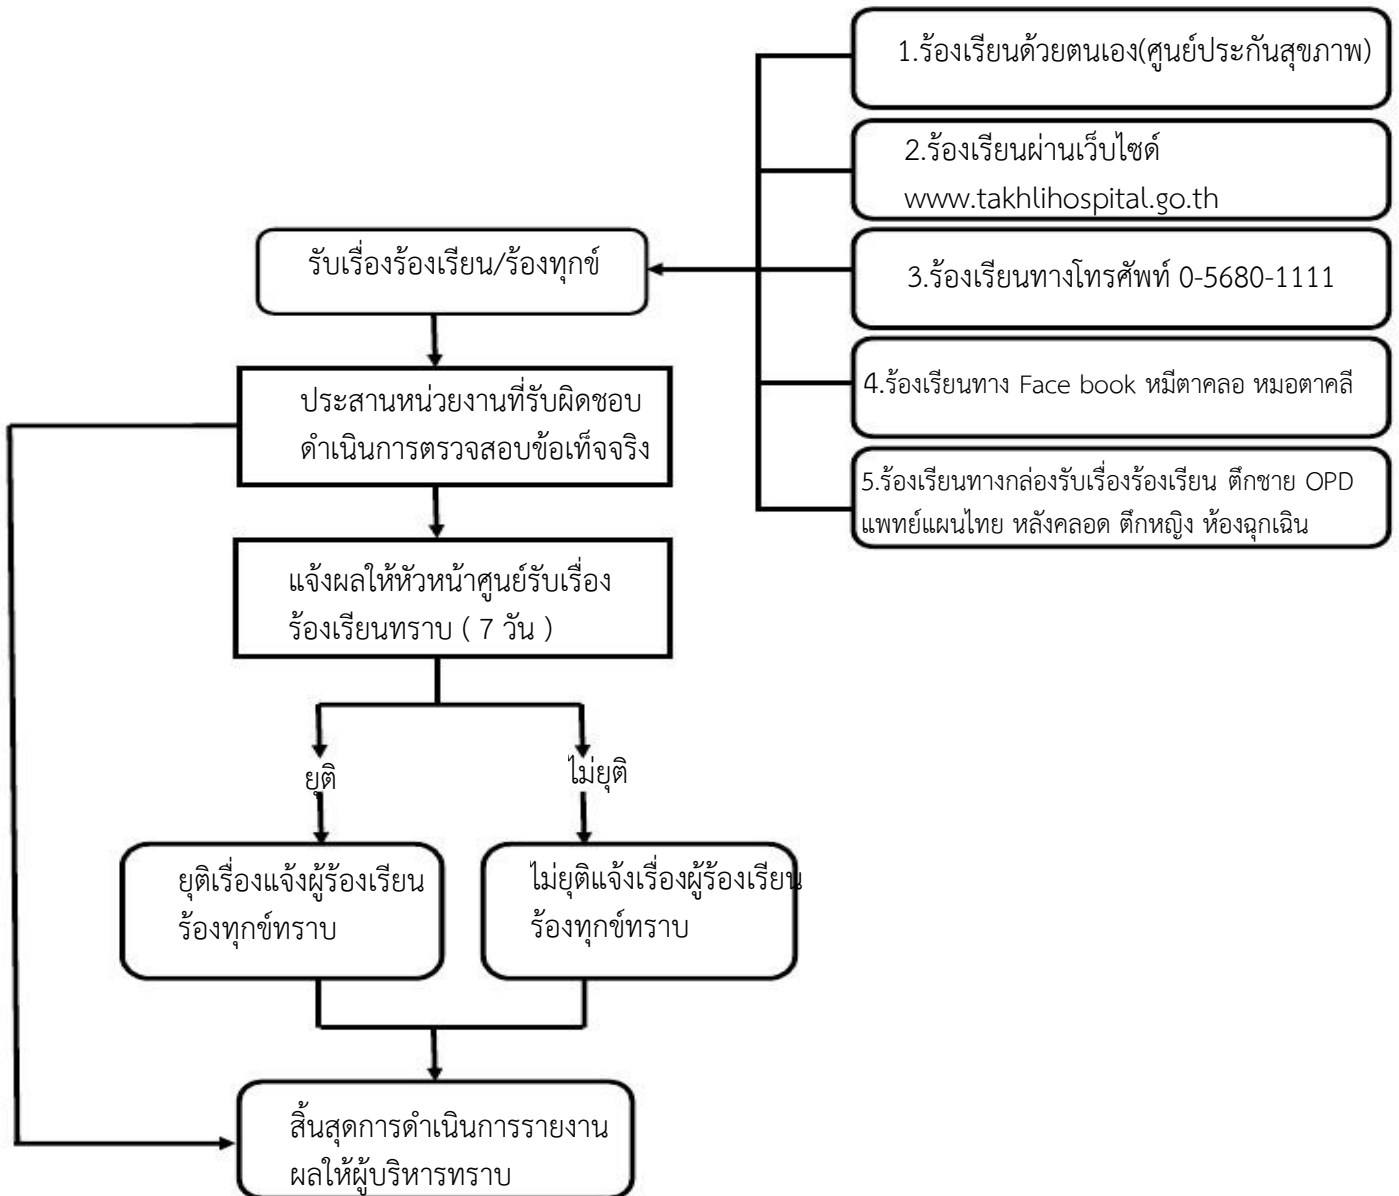 1.ร้องเรียนด้วยตนเอง(ศูนย์ประกันสุขภาพ)
2.ร้องเรียนผ่านเว็บไซด์
www.takhlihospital.go.th
รับเรื่องร้องเรียน/ร้องทุกข์
3.ร้องเรียนทางโทรศัพท์ 0-5680-1111
4.ร้องเรียนทาง Face book หมีตาคลอ หมอตาคลี
5.ร้องเรียนทางกล่องรับเรื่องร้องเรียน ตึกชาย OPD
แพทย์แผนไทย หลังคลอด ตึกหญิง ห้องฉุกเฉิน
ประสานหน่วยงานที่รับผิดชอบ
ดำเนินการตรวจสอบข้อเท็จจริง
แจ้งผลให้หัวหน้าศูนย์รับเรื่อง
ร้องเรียนทราบ ( 7 วัน )
ยุติ
ไม่ยุติ
ยุติเรื่องแจ้งผู้ร้องเรียน
ร้องทุกข์ทราบ
ไม่ยุติแจ้งเรื่องผู้ร้องเรียน
ร้องทุกข์ทราบ
สิ้นสุดการดำเนินการรายงาน
ผลให้ผู้บริหารทราบ